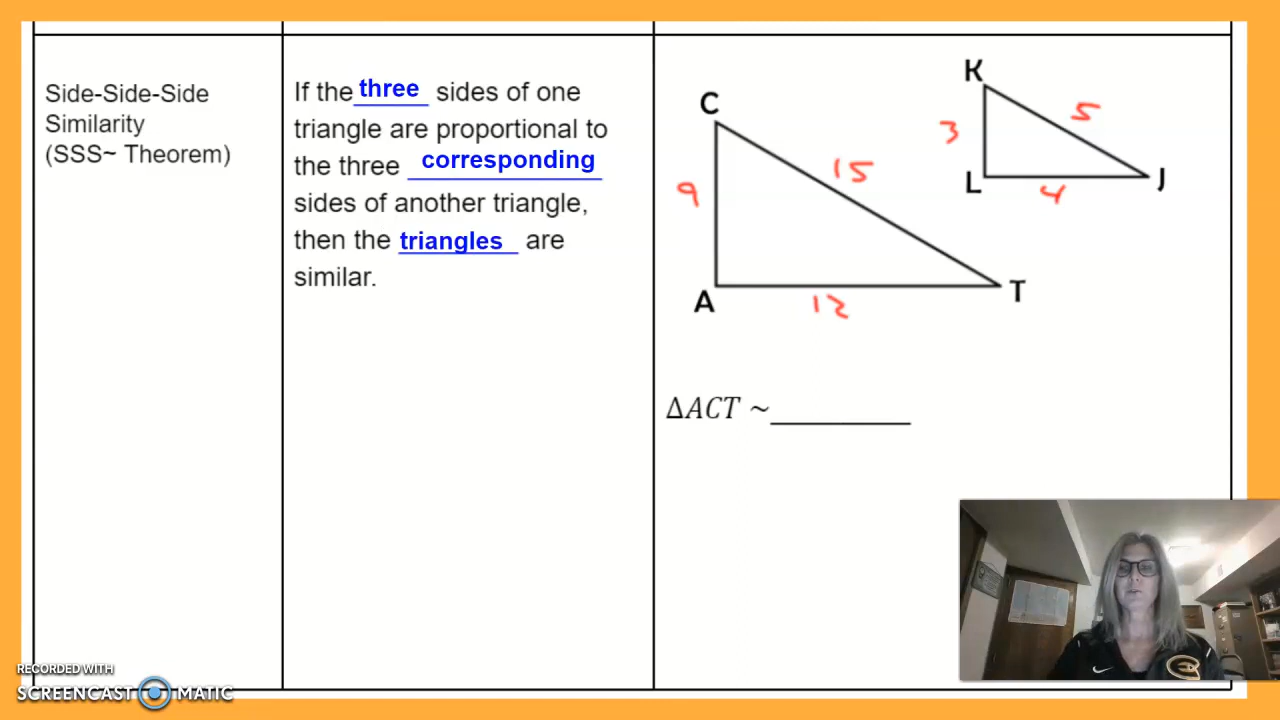 Side-Side-Side
Similarity
(SSS~ Theorem)
If the three sides of one
triangle are proportional to
the three corresponding
sides of another triangle,
then the triangles are
similar.
C
9
15
A
12
T
K
3
5
L
4
J
ΔACT ~
RECORDED WITH
SCREENCAST MATIC